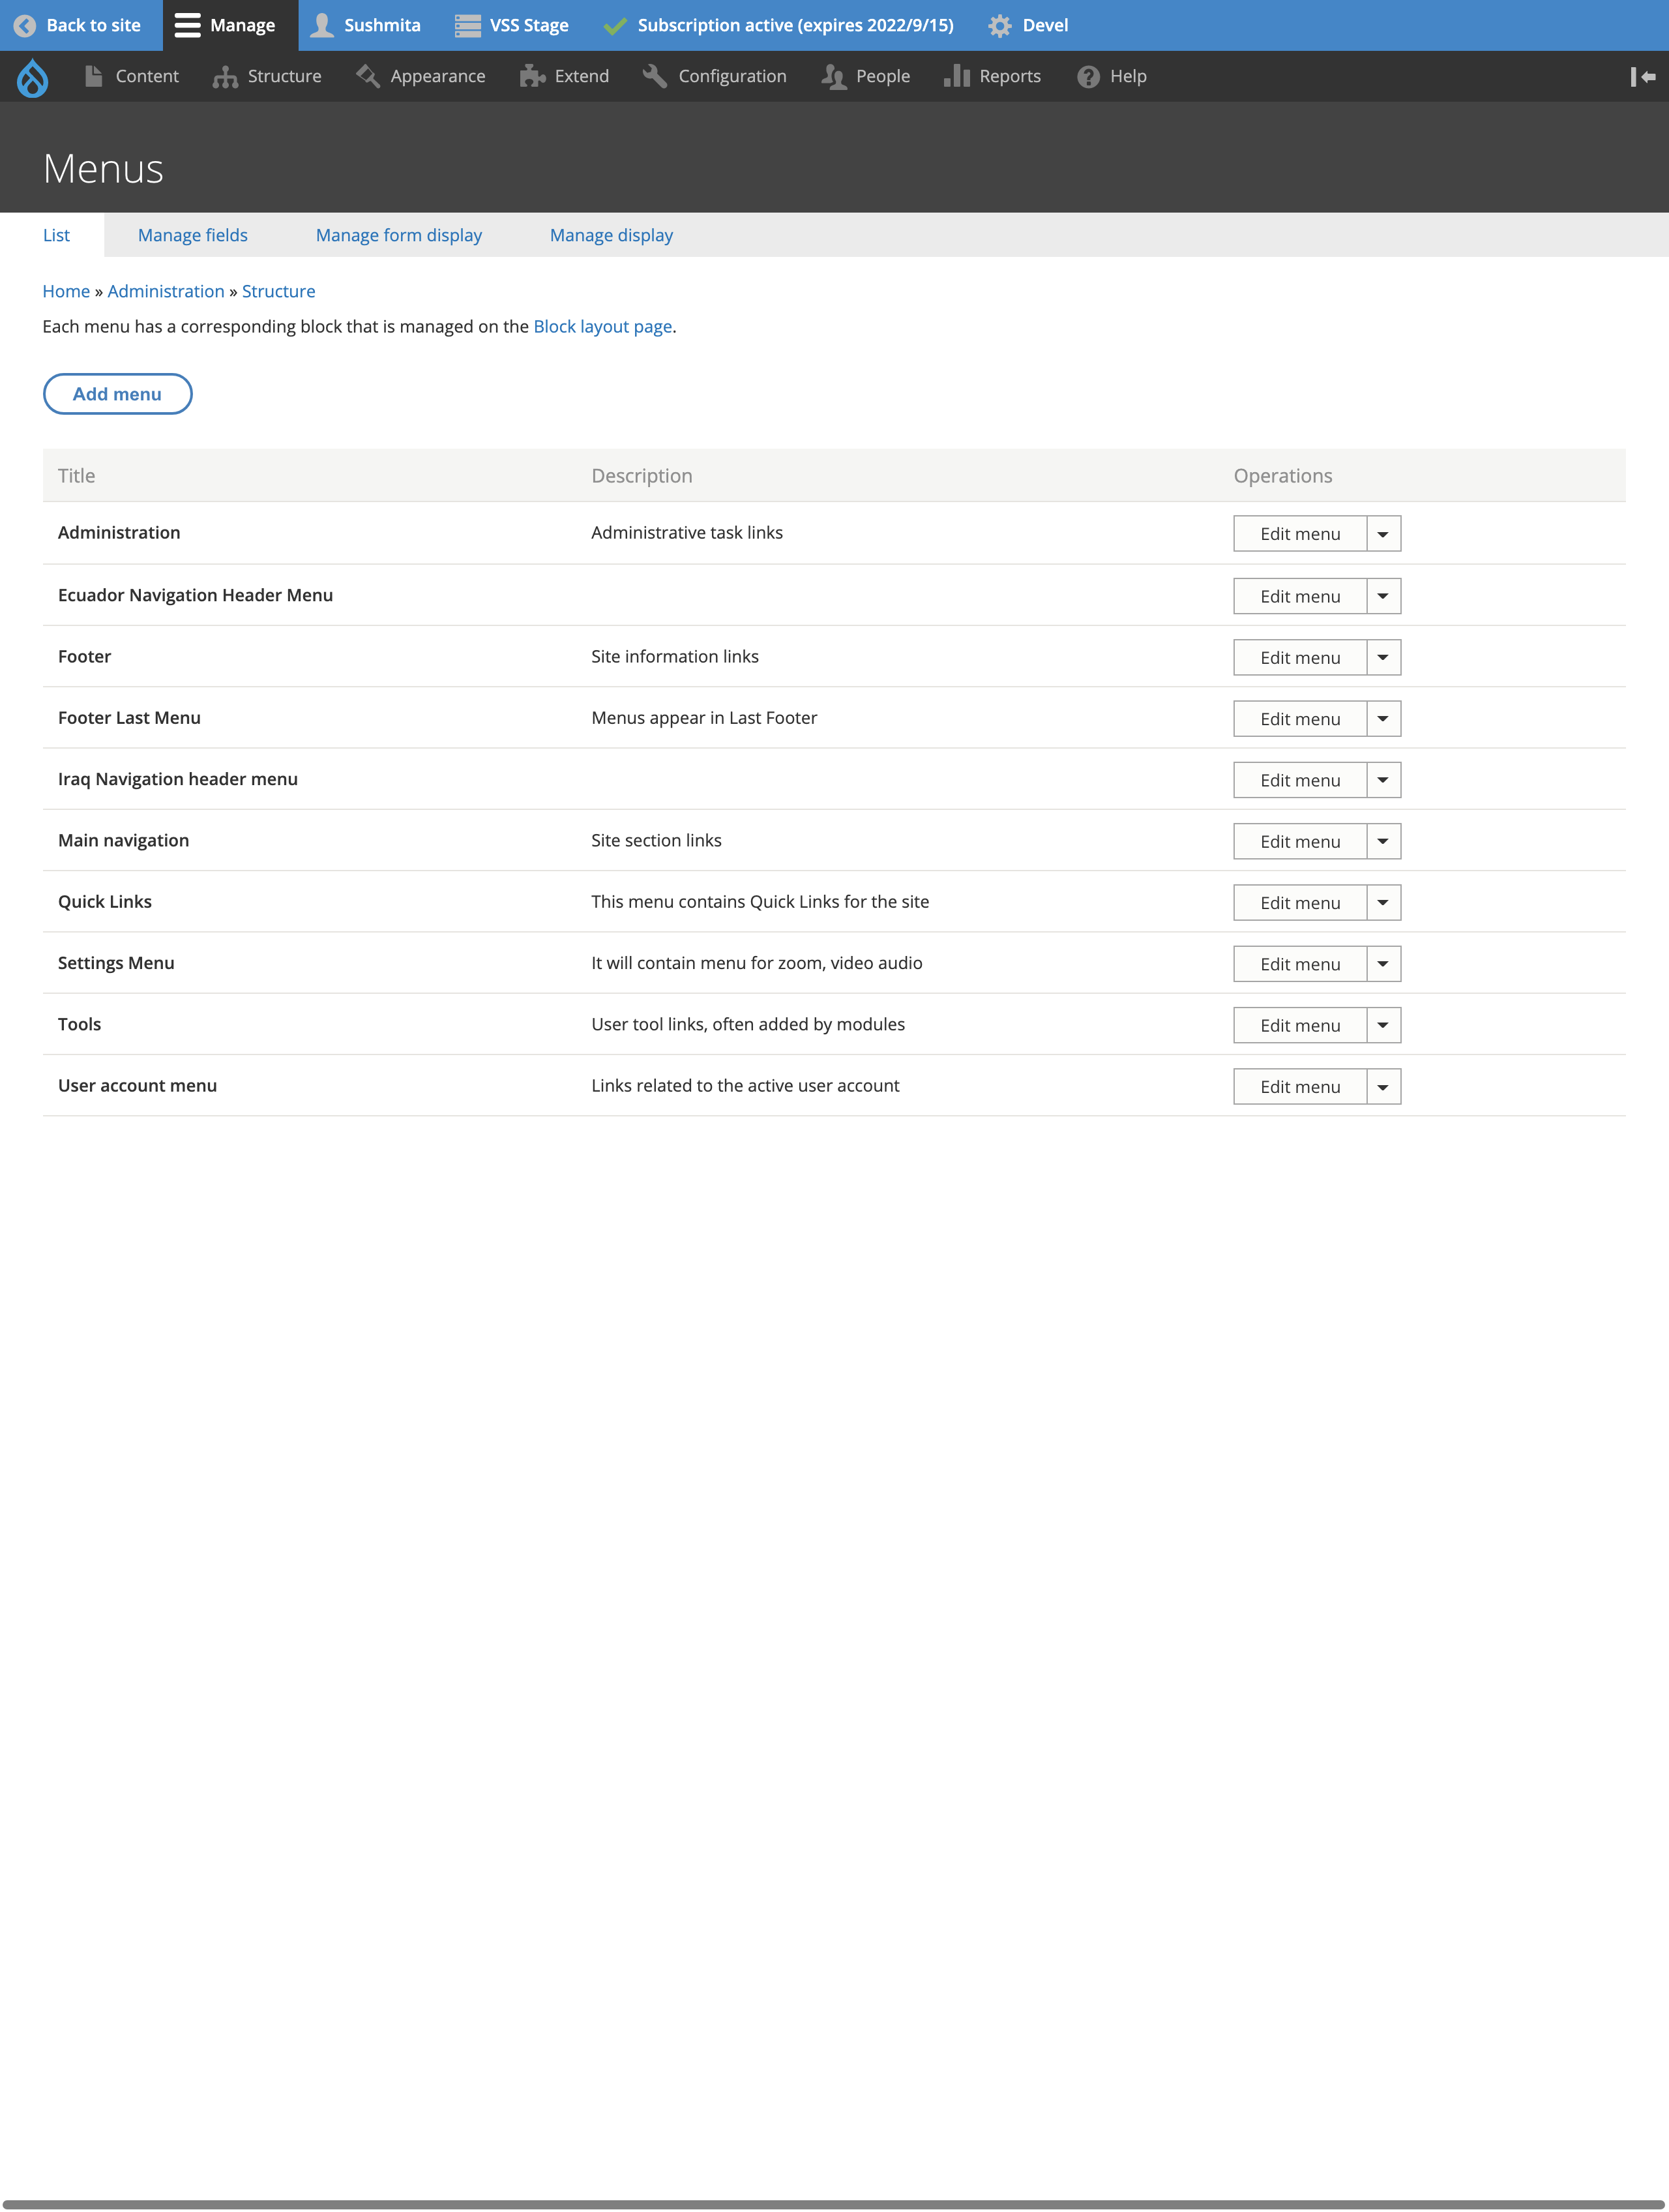 Back to site Manage Sushmita VSS Stage Subscription active (expires 2022/9/15) Devel
Content Structure Appearance Extend Configuration People Reports Help
Menus
List Manage fields Manage form display Manage display
Home » Administration » Structure
Each menu has a corresponding block that is managed on the Block layout page.
Add menu
Title Description Operations
Administration Administrative task links Edit menu
Ecuador Navigation Header Menu Edit menu
Footer Site information links Edit menu
Footer Last Menu Menus appear in Last Footer Edit menu
Iraq Navigation header menu Edit menu
Main navigation Site section links Edit menu
Quick Links This menu contains Quick Links for the site Edit menu
Settings Menu It will contain menu for zoom, video audio Edit menu
Tools User tool links, often added by modules Edit menu
User account menu Links related to the active user account Edit menu